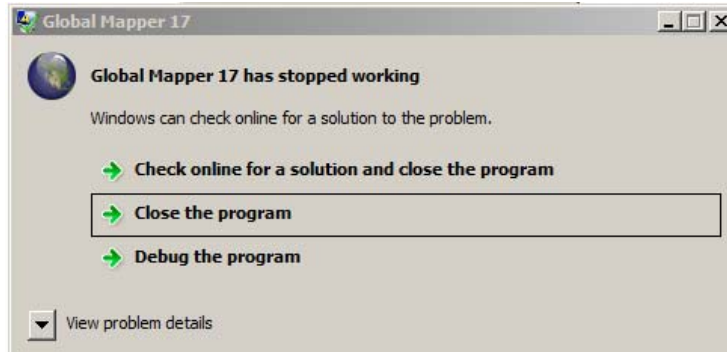 Global Mapper 17
Global Mapper 17 has stopped working
Windows can check online for a solution to the problem.
Check online for a solution and close the program
Close the program
Debug the program
View problem details